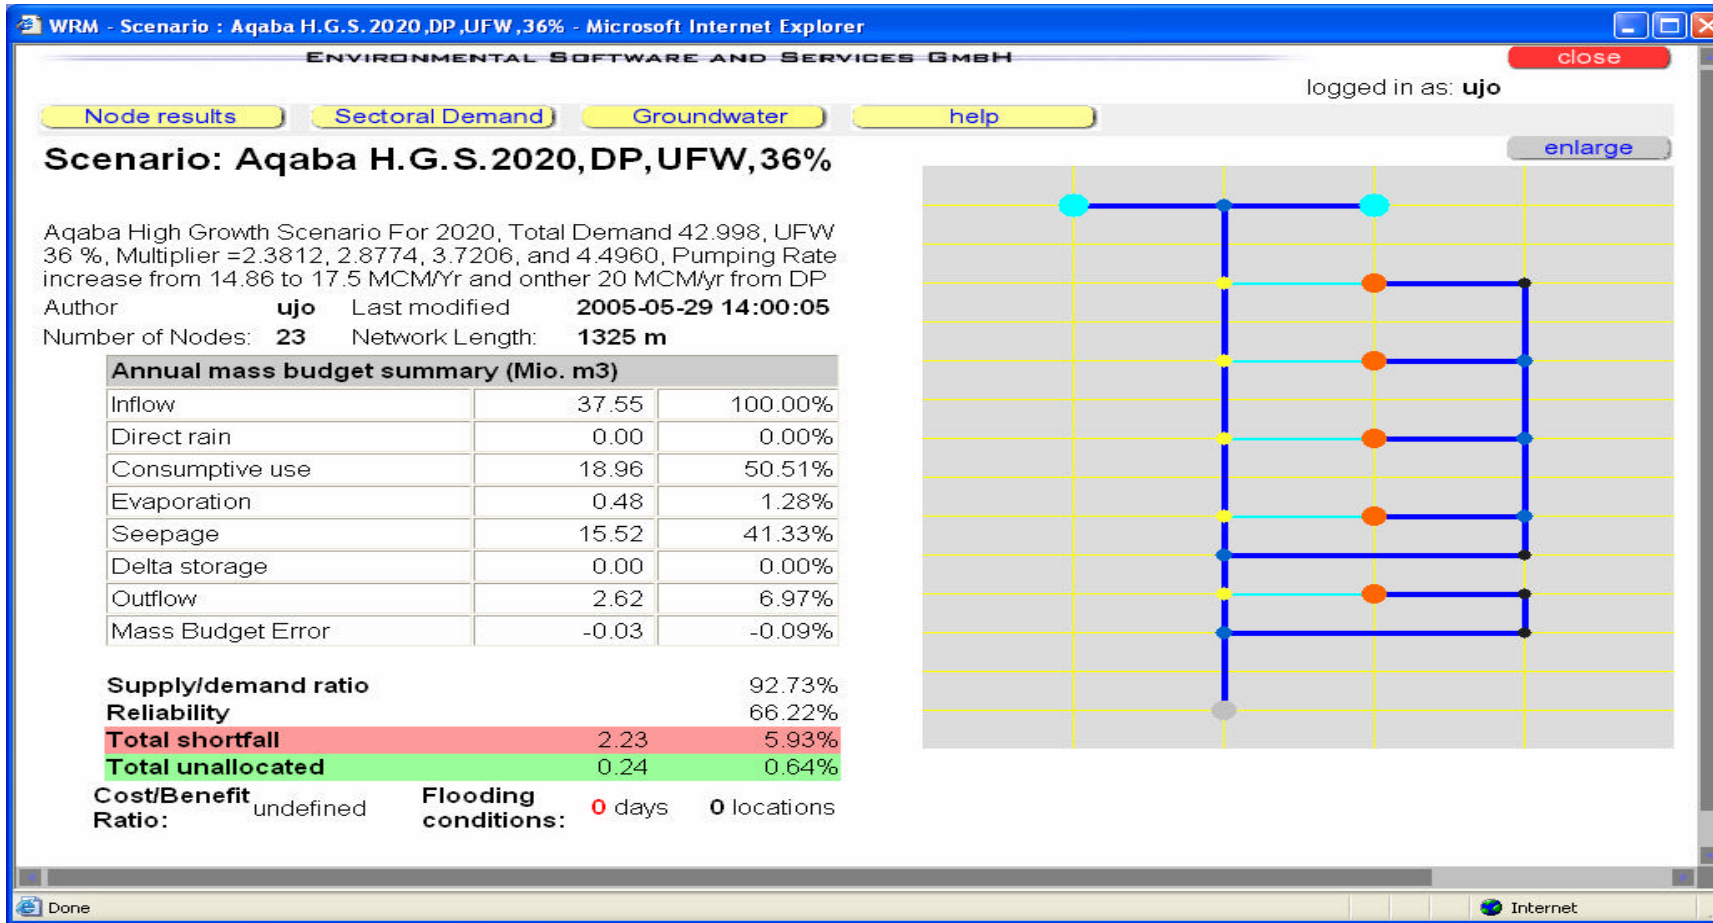 WRM - Scenario : Aqaba H.G.S.2020,DP,UFW,36% - Microsoft Internet Explorer
ENVIRONMENTAL SOFTWARE AND SERVICES GMBH
close
logged in as: ujo
Node results Sectoral Demand Groundwater help
Scenario: Aqaba H.G.S.2020,DP,UFW,36%
enlarge
Aqaba High Growth Scenario For 2020, Total Demand 42.998, UFW
36 %, Multiplier =2.3812, 2.8774, 3.7206, and 4.4960, Pumping Rate
increase from 14.86 to 17.5 MCM/Yr and onther 20 MCM/yr from DP
Author ujo Last modified 2005-05-29 14:00:05
Number of Nodes: 23 Network Length: 1325 m
Annual mass budget summary (Mio. m3)
Inflow 37.55 100.00%
Direct rain 0.00 0.00%
Consumptive use 18.96 50.51%
Evaporation 0.48 1.28%
Seepage 15.52 41.33%
Delta storage 0.00 0.00%
Outflow 2.62 6.97%
Mass Budget Error -0.03 -0.09%
Supply/demand ratio 92.73%
Reliability 66.22%
Total shortfall 2.23 5.93%
Total unallocated 0.24 0.64%
Cost/Benefit Ratio: undefined Flooding conditions: 0 days 0 locations
Done Internet